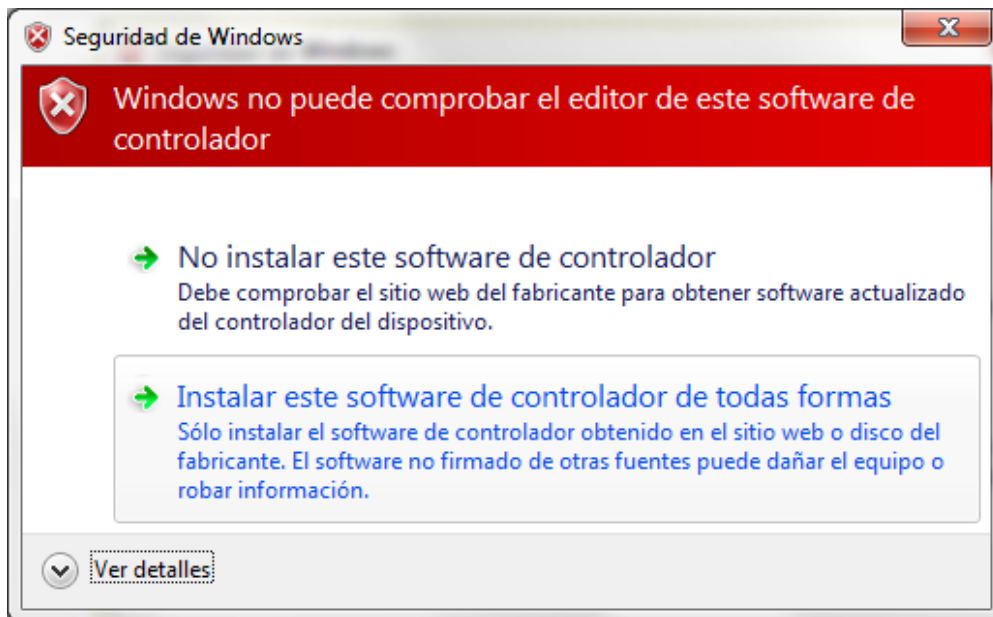 Seguridad de Windows
Windows no puede comprobar el editor de este software de
controlador
No instalar este software de controlador
Debe comprobar el sitio web del fabricante para obtener software actualizado
del controlador del dispositivo.
Instalar este software de controlador de todas formas
Sólo instalar el software de controlador obtenido en el sitio web o disco del
fabricante. El software no firmado de otras fuentes puede dañar el equipo o
robar información.
Ver detalles